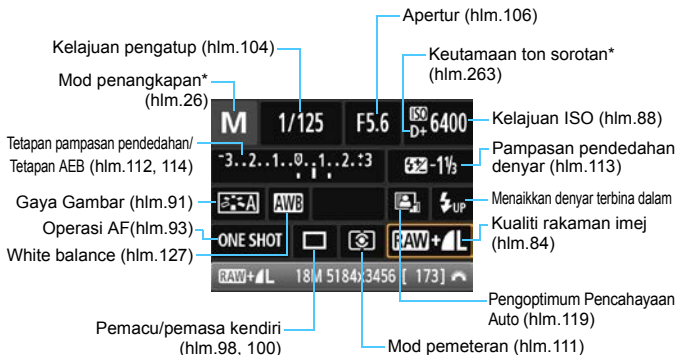 Apertur (hlm.106)
Kelajuan pengatup (hlm.104)
Keutamaan ton sorotan*
(hlm.263)
Mod penangkapan*
(hlm.26)
M 1/125 F5.6 ISO D+ 6400
Kelajuan ISO (hlm.88)
Tetapan pampasan pendedahan/
Tetapan AEB (hlm.112, 114)
-3..2..1..0..1..2.:3
-1⅓
Pampasan pendedahan
denyar (hlm.113)
Gaya Gambar (hlm.91)
A AWB UP
Menaikkan denyar terbina dalam
Operasi AF(hlm.93)
ONE SHOT RAW+L
Kualiti rakaman imej
(hlm.84)
White balance (hlm.127)
RAW+L 18M 5184x3456 [ 173]
Pengoptimum Pencahayaan
Auto (hlm.119)
Pemacu/pemasa kendiri
(hlm.98, 100)
Mod pemeteran (hlm.111)